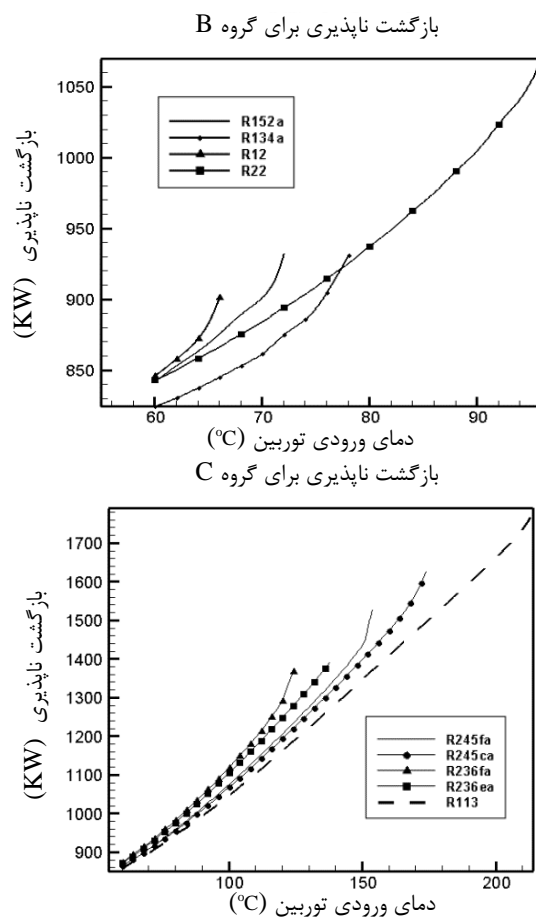 بازگشت ناپذیری برای گروه B
بازگشت ناپذیری (KW)
1050
1000
950
900
850
R152a
R134a
R12
R22
60 70 80 90
دمای ورودی توربین (°C)
بازگشت ناپذیری برای گروه C
بازگشت ناپذیری (KW)
1700
1600
1500
1400
1300
1200
1100
1000
900
R245fa
R245ca
R236fa
R236ea
R113
100 150 200
دمای ورودی توربین (°C)